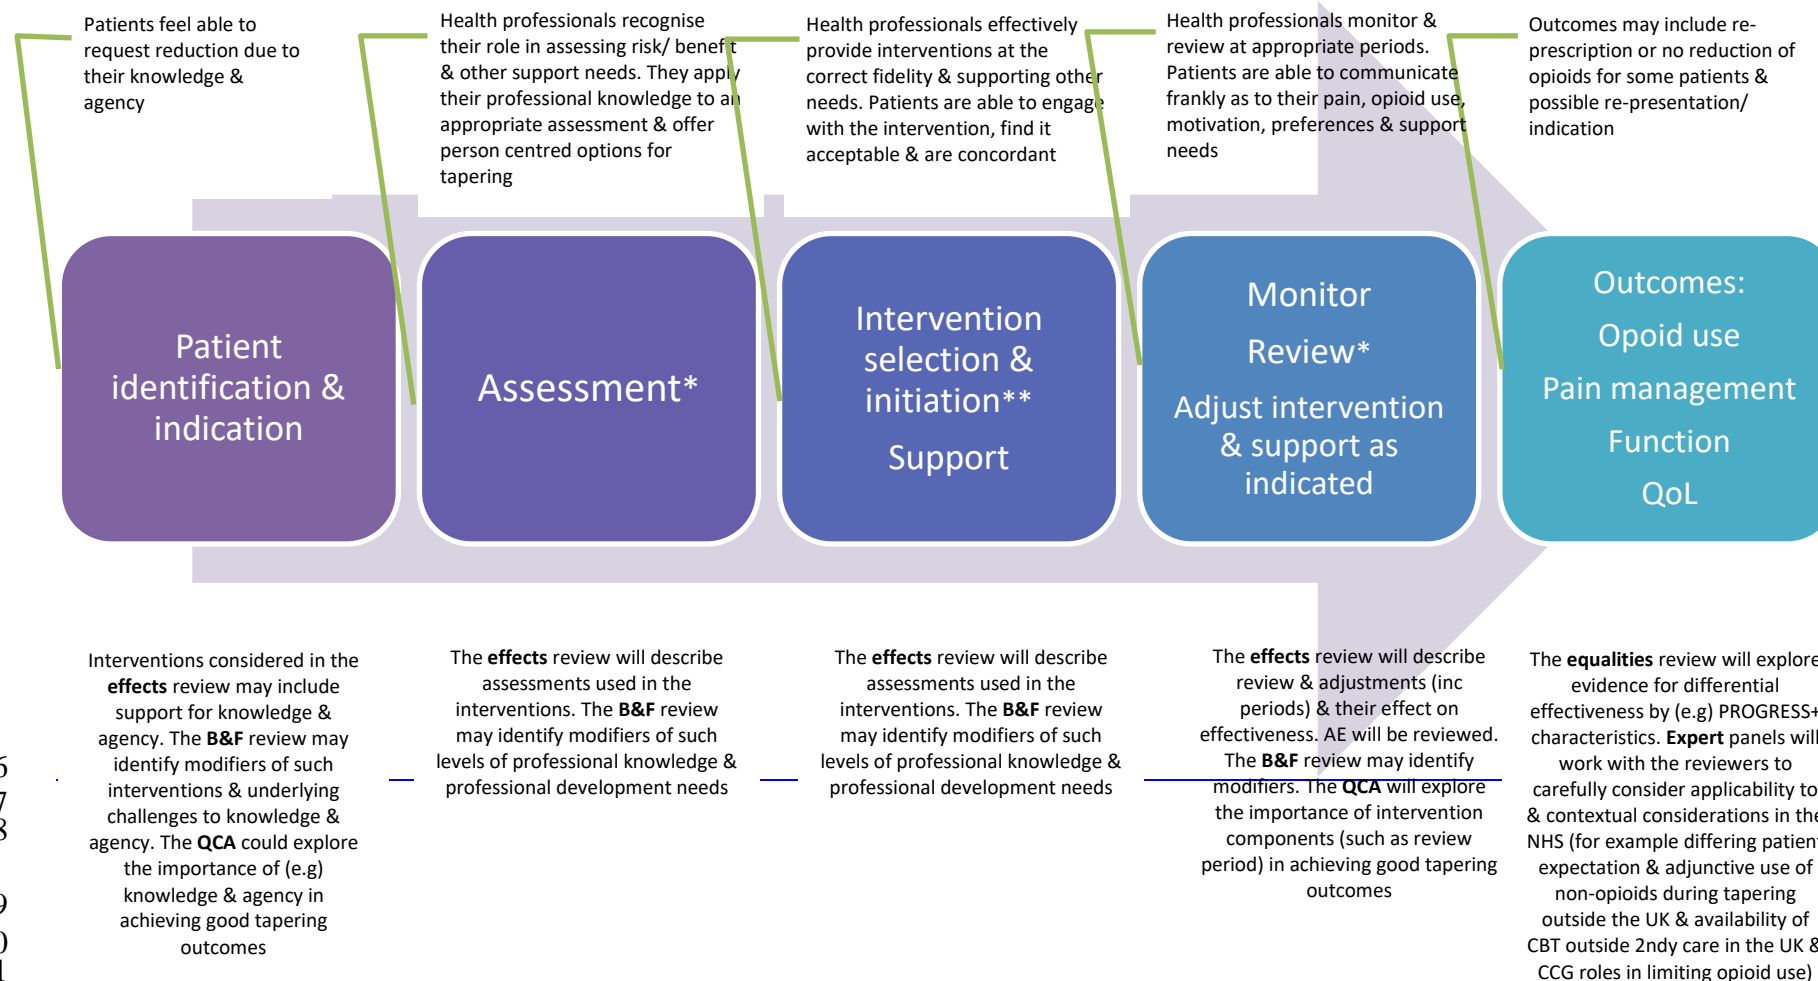 Patients feel able to
request reduction due to
their knowledge &
agency
Health professionals recognise
their role in assessing risk/ benefit
& other support needs. They apply
their professional knowledge to an
appropriate assessment & offer
person centred options for
tapering
Health professionals effectively
provide interventions at the
correct fidelity & supporting other
needs. Patients are able to engage
with the intervention, find it
acceptable & are concordant
Health professionals monitor &
review at appropriate periods.
Patients are able to communicate
frankly as to their pain, opioid use,
motivation, preferences & support
needs
Outcomes may include re-
prescription or no reduction of
opioids for some patients &
possible re-presentation/
indication
Patient
identification &
indication
Assessment*
Intervention
selection &
initiation**
Support
Monitor
Review*
Adjust intervention
& support as
indicated
Outcomes:
Opoid use
Pain management
Function
QoL
Interventions considered in the
effects review may include
support for knowledge &
agency. The B&F review may
identify modifiers of such
interventions & underlying
challenges to knowledge &
agency. The QCA could explore
the importance of (e.g)
knowledge & agency in
achieving good tapering
outcomes
The effects review will describe
assessments used in the
interventions. The B&F review
may identify modifiers of such
levels of professional knowledge &
professional development needs
The effects review will describe
assessments used in the
interventions. The B&F review
may identify modifiers of such
levels of professional knowledge &
professional development needs
The effects review will describe
review & adjustments (inc
periods) & their effect on
effectiveness. AE will be reviewed.
The B&F review may identify
modifiers. The QCA will explore
the importance of intervention
components (such as review
period) in achieving good tapering
outcomes
The equalities review will explore
evidence for differential
effectiveness by (e.g) PROGRESS+
characteristics. Expert panels will
work with the reviewers to
carefully consider applicability to
& contextual considerations in the
NHS (for example differing patient
expectation & adjunctive use of
non-opioids during tapering
outside the UK & availability of
CBT outside 2ndy care in the UK &
CCG roles in limiting opioid use)
6
7
8
9
0
1